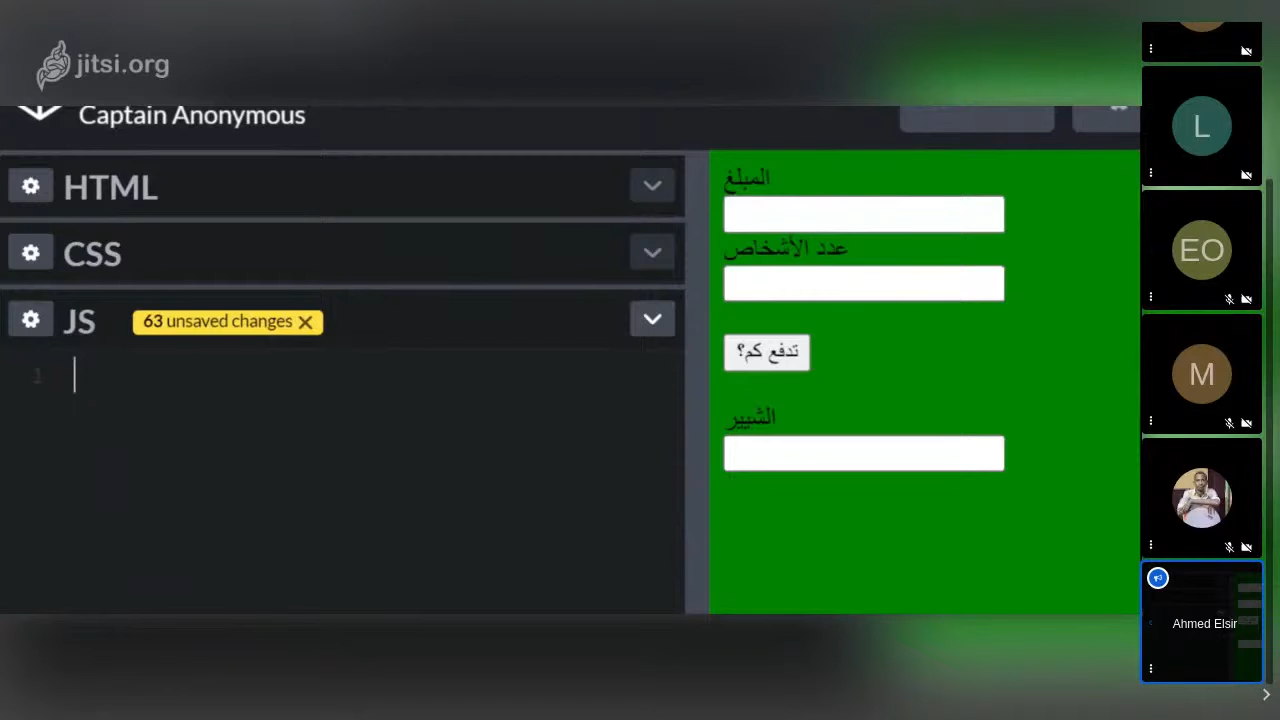 jitsi.org
Captain Anonymous
HTML
CSS
JS
63 unsaved changes
1
المبلغ
عدد الأشخاص
تدفع كم؟
الشيير
L
EO
M
Ahmed Elsir